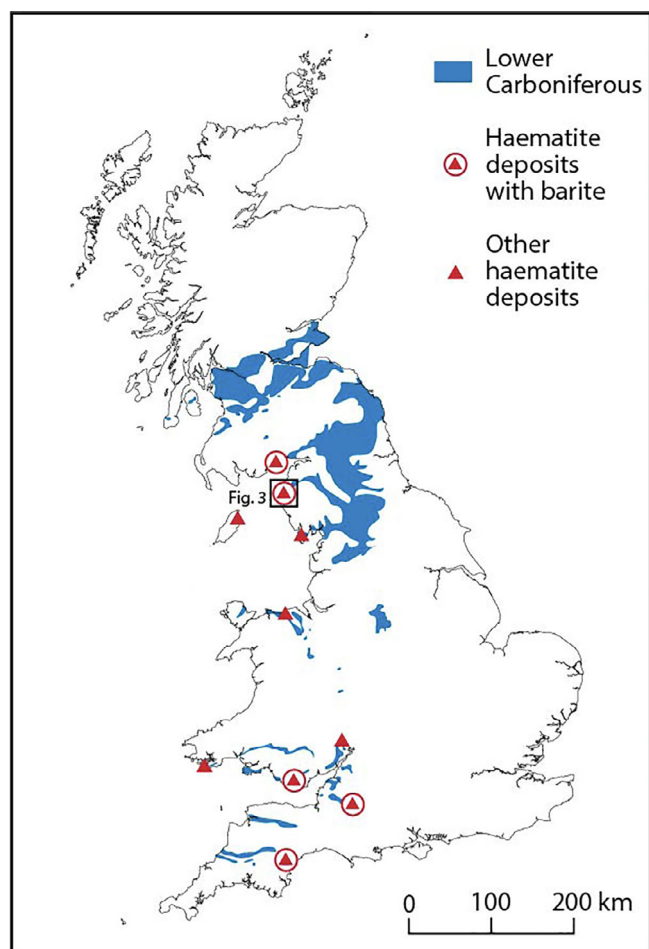 Lower
Carboniferous
Haematite
deposits
with barite
Other
haematite
deposits
Fig. 3
0 100 200 km